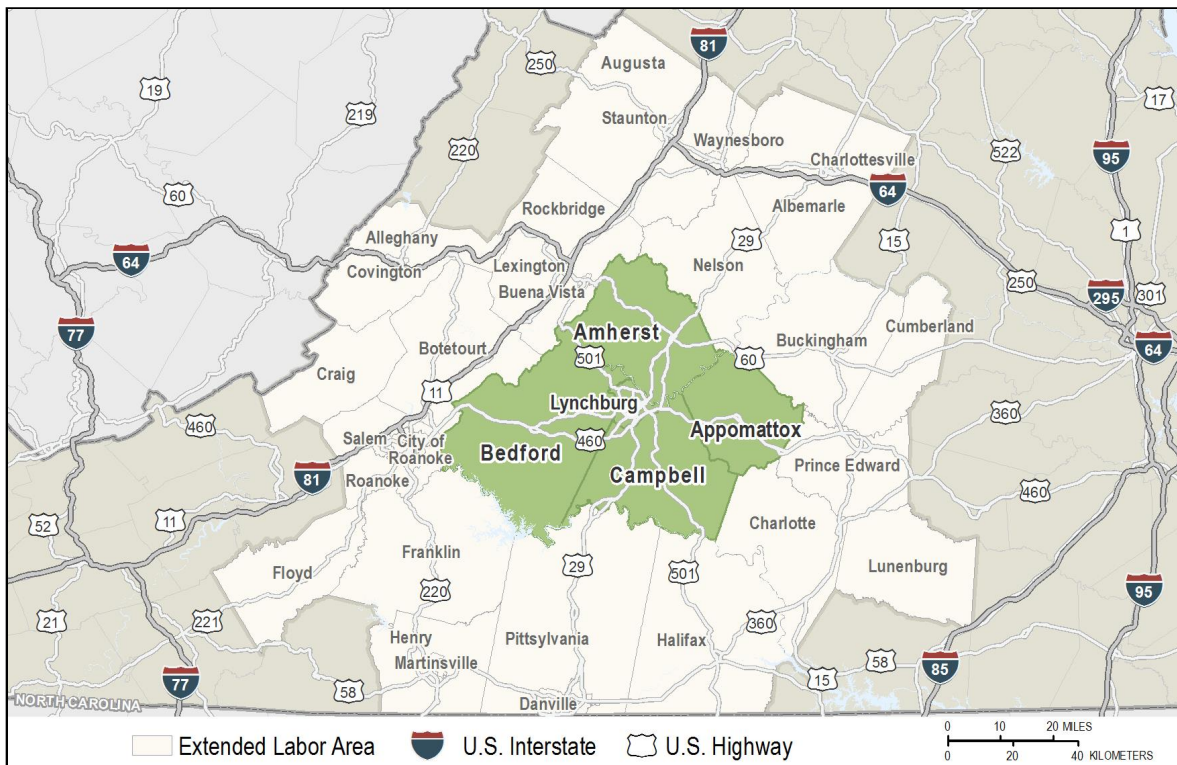 81
Augusta
250
19
219
17
Staunton
220
Waynesboro
522
95
Charlottesville
64
60
Rockbridge
Albemarle
1
Alleghany
29
15
64
Covington
Lexington
Nelson
250
295
301
Buena Vista
77
Amherst
Buckingham
Cumberland
64
Botetourt
501
60
Craig
11
Lynchburg
360
460
Salem
City of
Roanoke
460
Appomattox
Bedford
81
Roanoke
Campbell
Prince Edward
460
52
11
Charlotte
Franklin
29
501
Lunenburg
Floyd
220
95
21
221
360
Henry
Pittsylvania
Halifax
Martinsville
58
85
77
58
15
NORTH CAROLINA
Danville
Extended Labor Area
U.S. Interstate
U.S. Highway
0 10 20 MILES
0 20 40 KILOMETERS